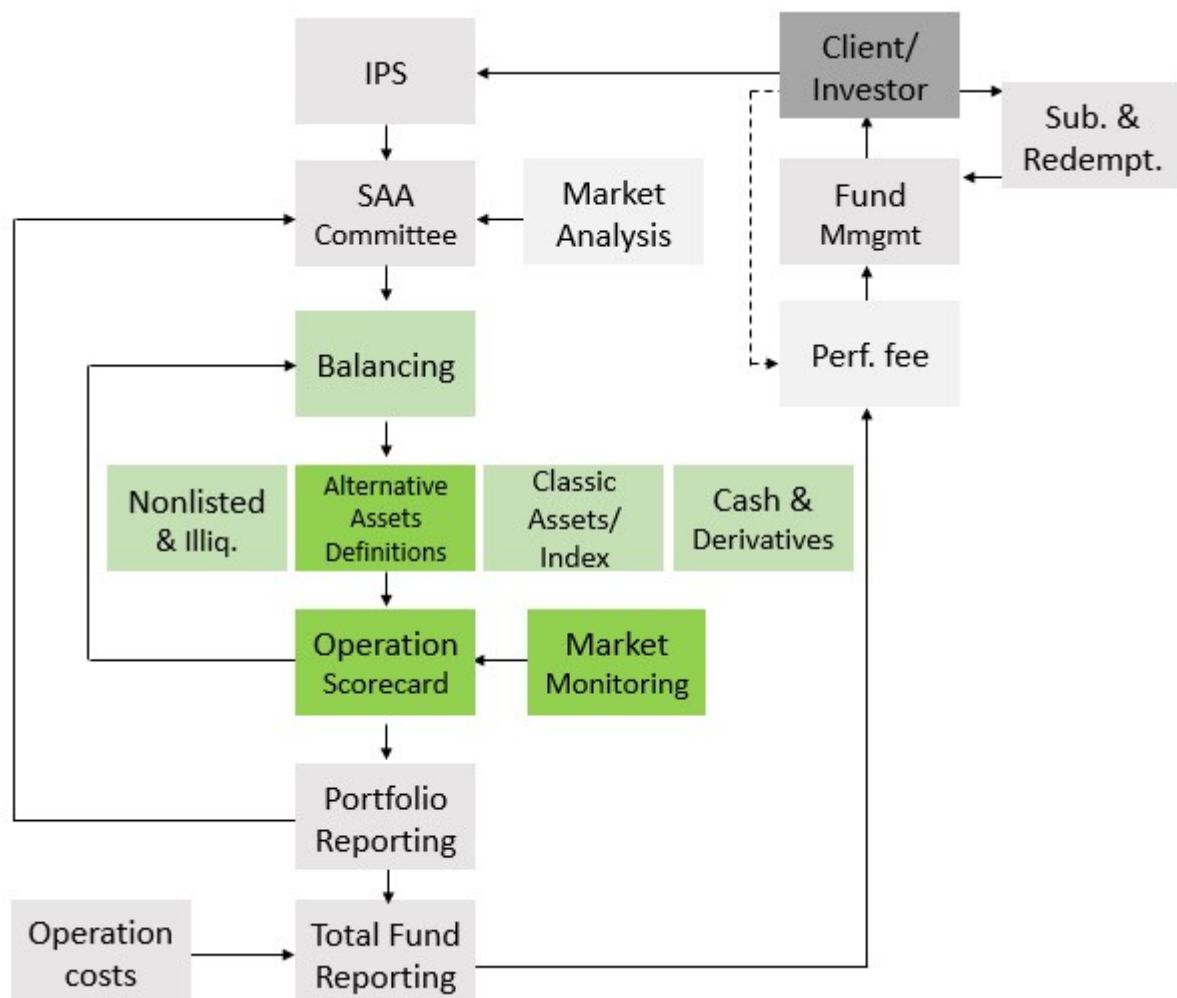 IPS
Client/
Investor
Sub. &
Redempt.
SAA
Committee
Market
Analysis
Fund
Mmgmt
Balancing
Perf. fee
Nonlisted
& Illiq.
Alternative
Assets
Definitions
Classic
Assets/
Index
Cash &
Derivatives
Operation
Scorecard
Market
Monitoring
Portfolio
Reporting
Operation
costs
Total Fund
Reporting